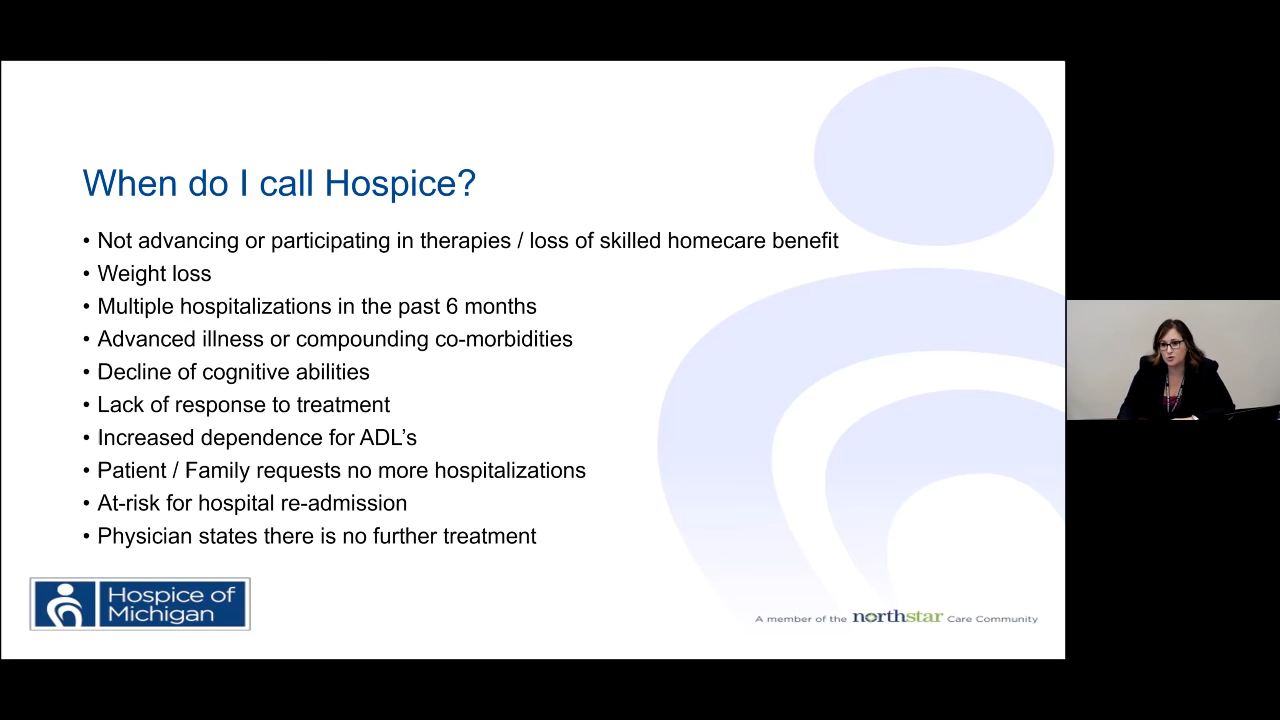 When do I call Hospice?
• Not advancing or participating in therapies / loss of skilled homecare benefit
• Weight loss
• Multiple hospitalizations in the past 6 months
• Advanced illness or compounding co-morbidities
• Decline of cognitive abilities
• Lack of response to treatment
• Increased dependence for ADL’s
• Patient / Family requests no more hospitalizations
• At-risk for hospital re-admission
• Physician states there is no further treatment
Hospice of
Michigan
A member of the northstar Care Community